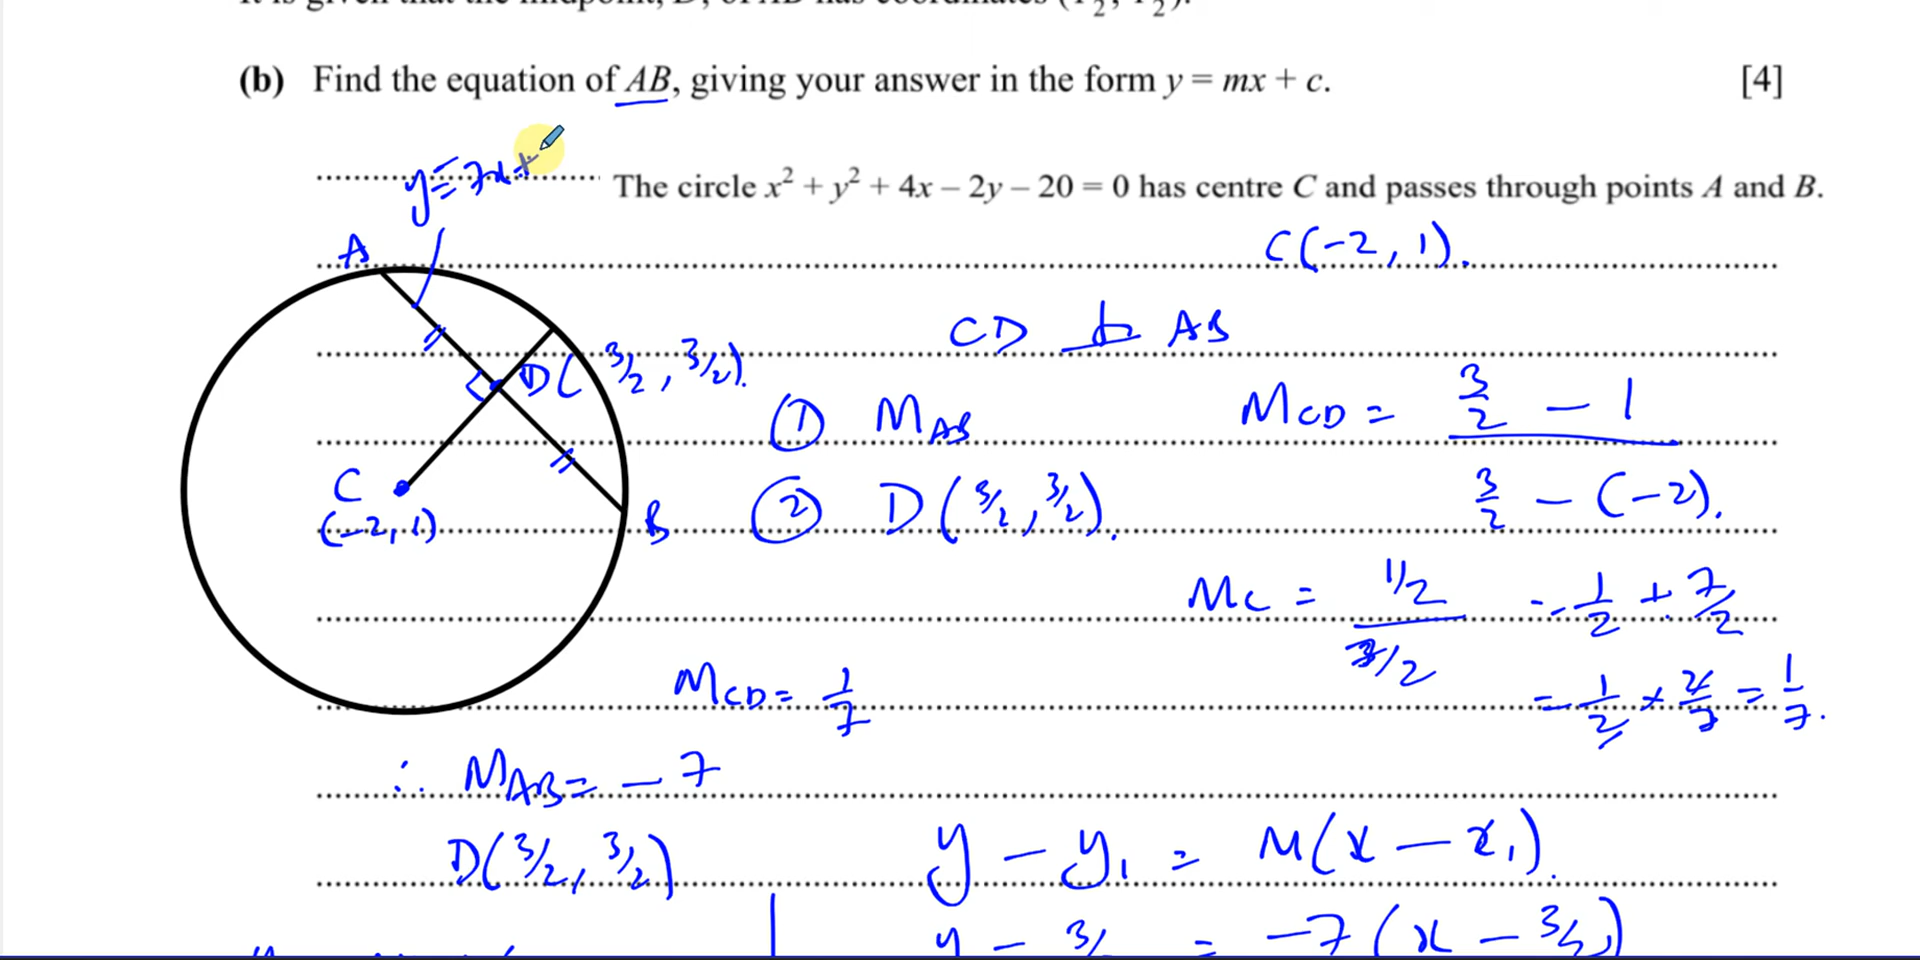 (b) Find the equation of AB, giving your answer in the form y = mx + c. [4]
y = 7x +
The circle x² + y² + 4x − 2y − 20 = 0 has centre C and passes through points A and B.
C(-2, 1).
A
CD ⊥ AB
D(3/2, 3/2).
① M_AB
M_CD = (3/2 − 1)/(3/2 − (−2)).
C
(-2, 1)
B
② D(3/2, 3/2).
M_C = (1/2)/(7/2) = 1/2 ÷ 7/2
= 1/2 × 2/7 = 1/7.
M_CD = 1/7
∴ M_AB = −7
D(3/2, 3/2)
y − y₁ = M(x − x₁).
y − 3/ = −7(x − 3/2)